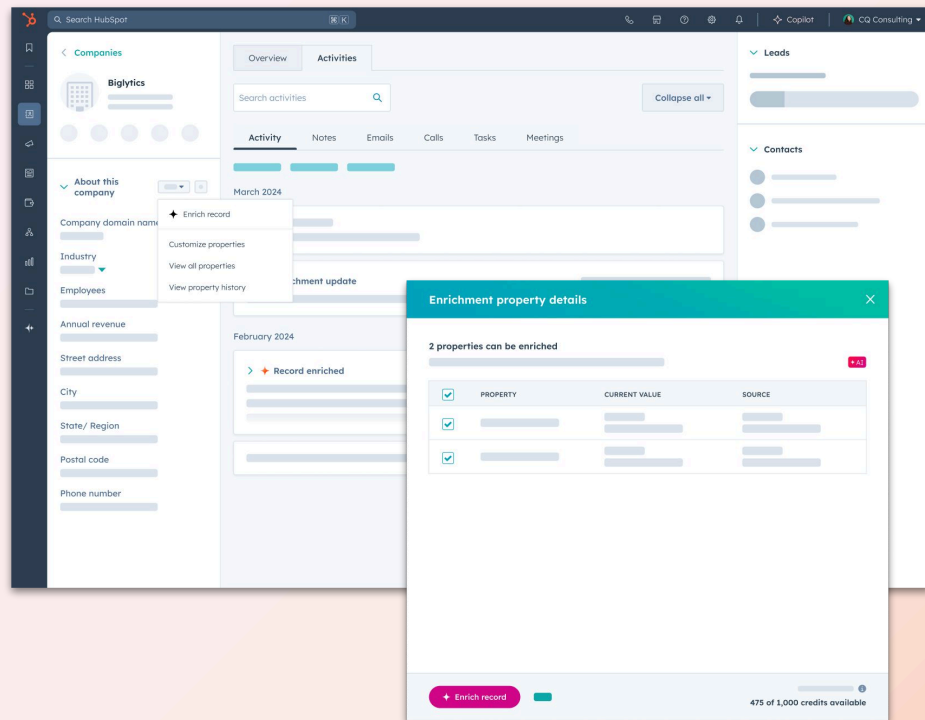 Search HubSpot
⌘ K
Copilot
CQ Consulting
Companies
Biglytics
About this
company
Enrich record
Customize properties
View all properties
View property history
Company domain name
Industry
Employees
Annual revenue
Street address
City
State/ Region
Postal code
Phone number
Overview
Activities
Search activities
Collapse all
Activity
Notes
Emails
Calls
Tasks
Meetings
March 2024
chment update
February 2024
Record enriched
Leads
Contacts
Enrichment property details
2 properties can be enriched
AI
PROPERTY
CURRENT VALUE
SOURCE
Enrich record
475 of 1,000 credits available